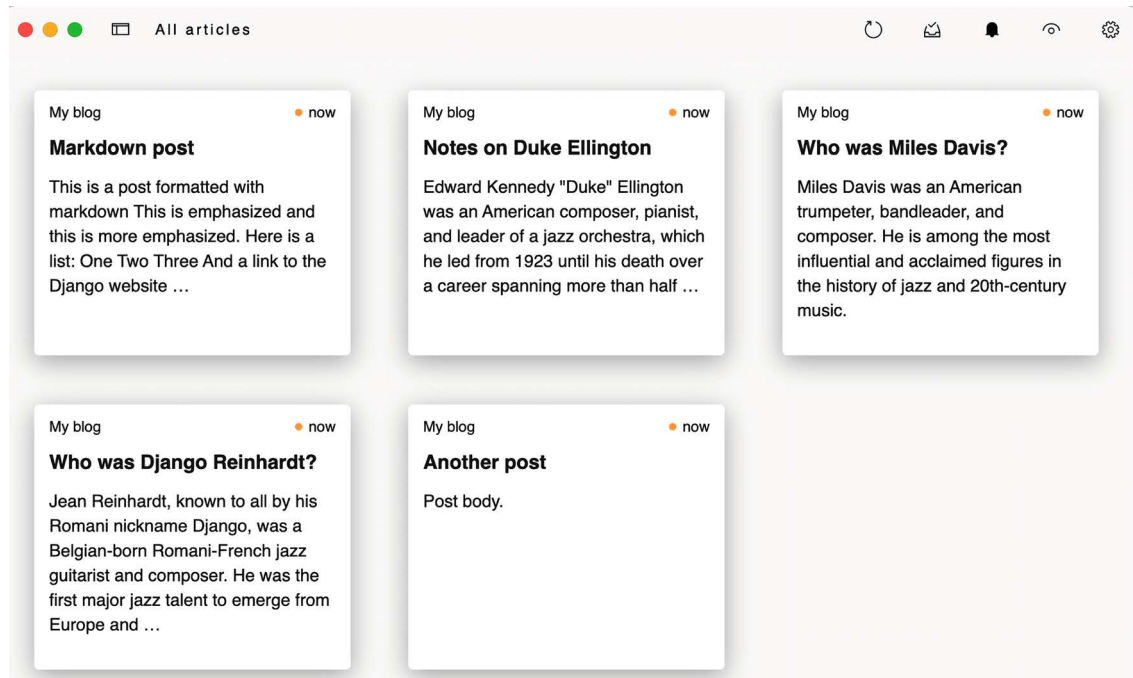 All articles
My blog
now
Markdown post
This is a post formatted with
markdown This is emphasized and
this is more emphasized. Here is a
list: One Two Three And a link to the
Django website …
My blog
now
Notes on Duke Ellington
Edward Kennedy "Duke" Ellington
was an American composer, pianist,
and leader of a jazz orchestra, which
he led from 1923 until his death over
a career spanning more than half …
My blog
now
Who was Miles Davis?
Miles Davis was an American
trumpeter, bandleader, and
composer. He is among the most
influential and acclaimed figures in
the history of jazz and 20th-century
music.
My blog
now
Who was Django Reinhardt?
Jean Reinhardt, known to all by his
Romani nickname Django, was a
Belgian-born Romani-French jazz
guitarist and composer. He was the
first major jazz talent to emerge from
Europe and …
My blog
now
Another post
Post body.